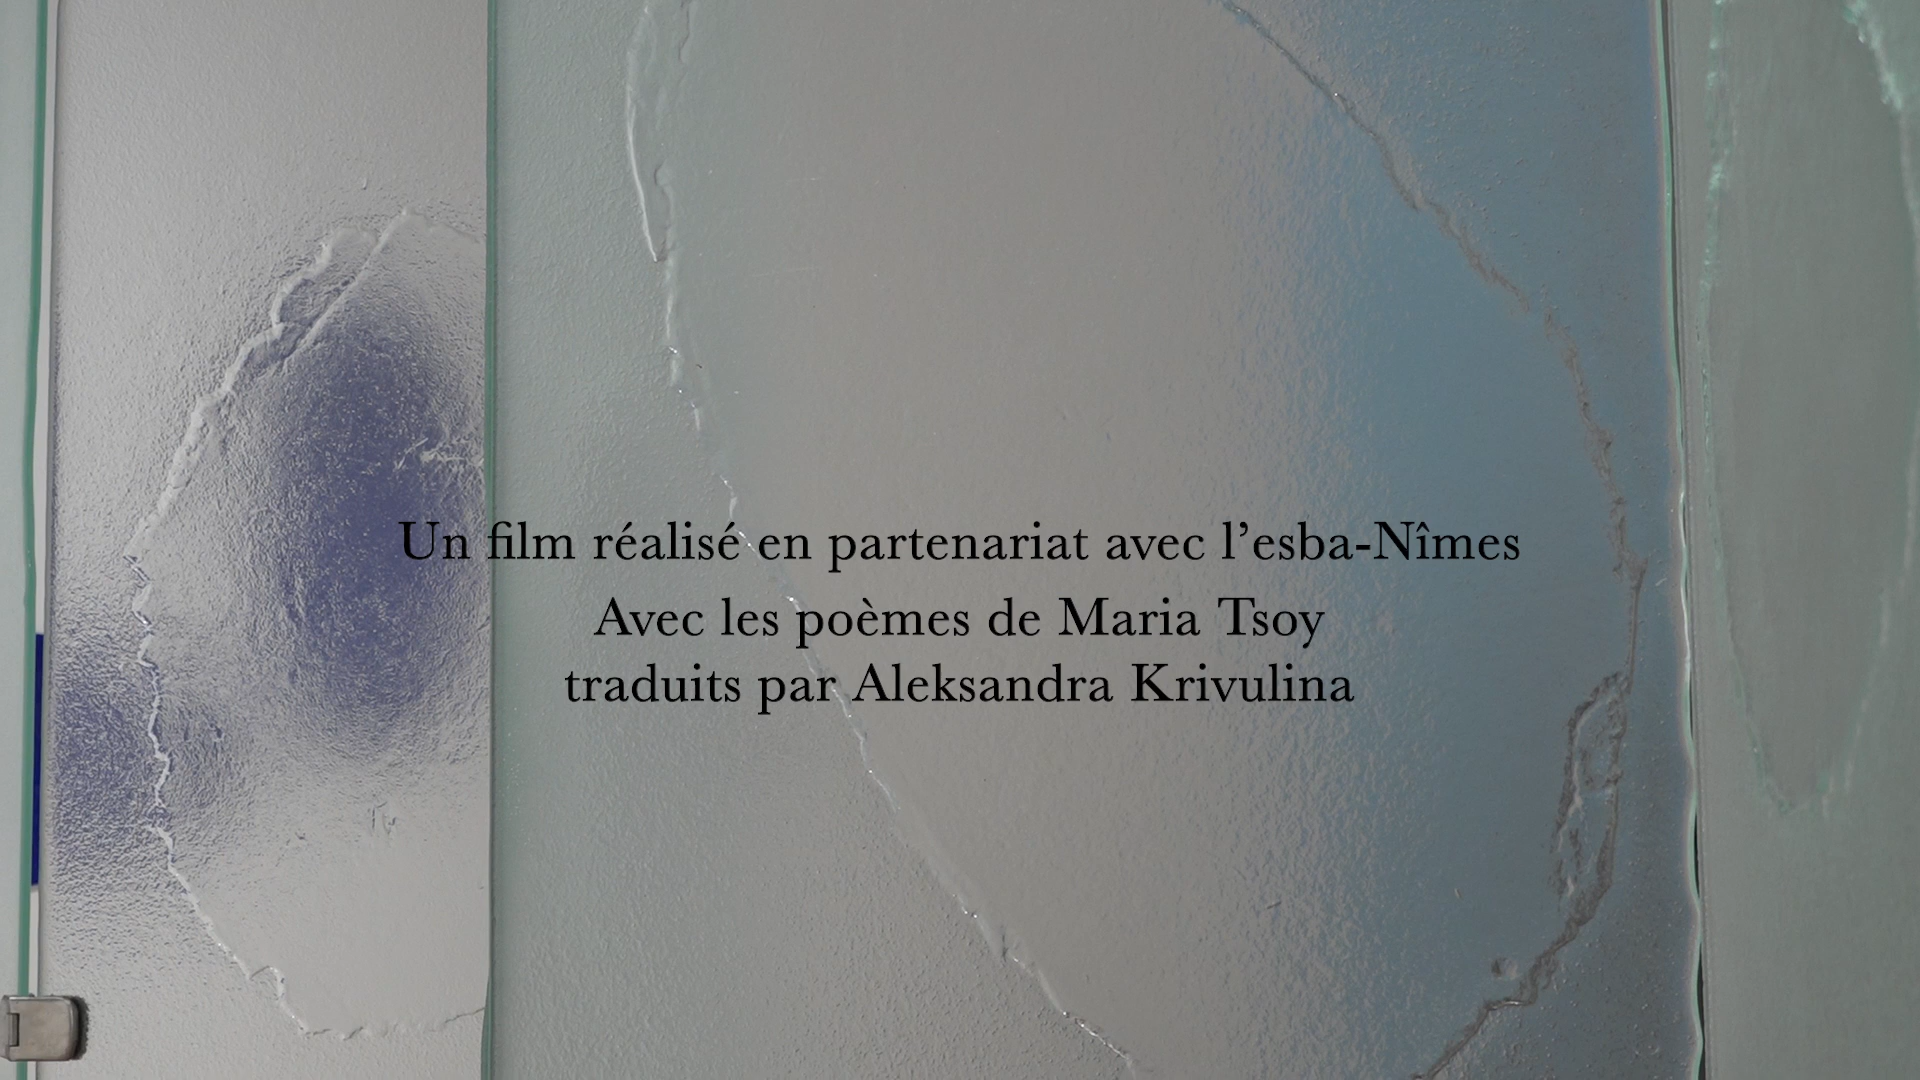 Un film réalisé en partenariat avec l’esba-Nîmes
Avec les poèmes de Maria Tsoy
traduits par Aleksandra Krivulina